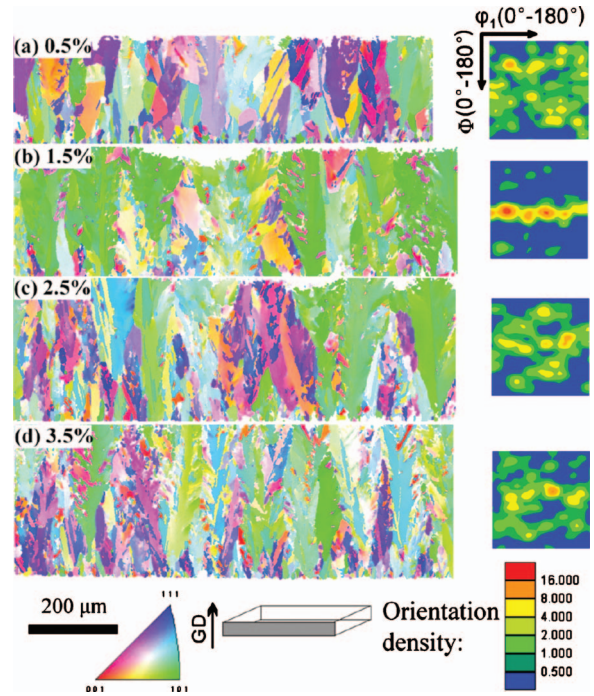 φ₁(0°-180°)
Φ(0°-180°)
(a) 0.5%
(b) 1.5%
(c) 2.5%
(d) 3.5%
200 μm
111
001
101
GD
Orientation
density:
16.000
8.000
4.000
2.000
1.000
0.500